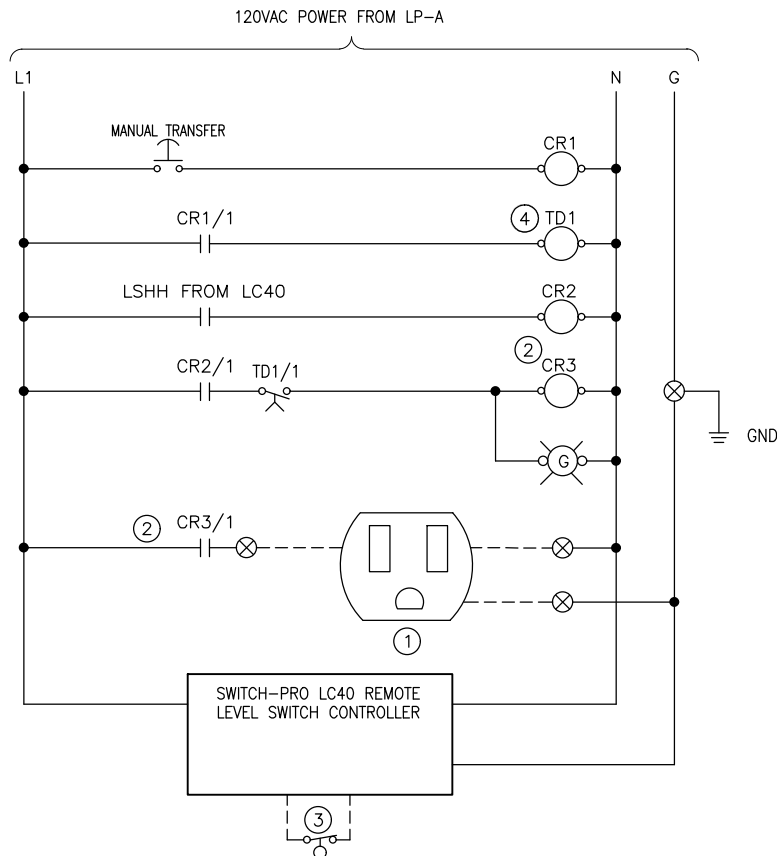 120VAC POWER FROM LP-A
L1
N
G
MANUAL TRANSFER
CR1
CR1/1
4
TD1
LSHH FROM LC40
CR2
2
CR2/1
TD1/1
CR3
GND
G
2
CR3/1
1
SWITCH-PRO LC40 REMOTE
LEVEL SWITCH CONTROLLER
3